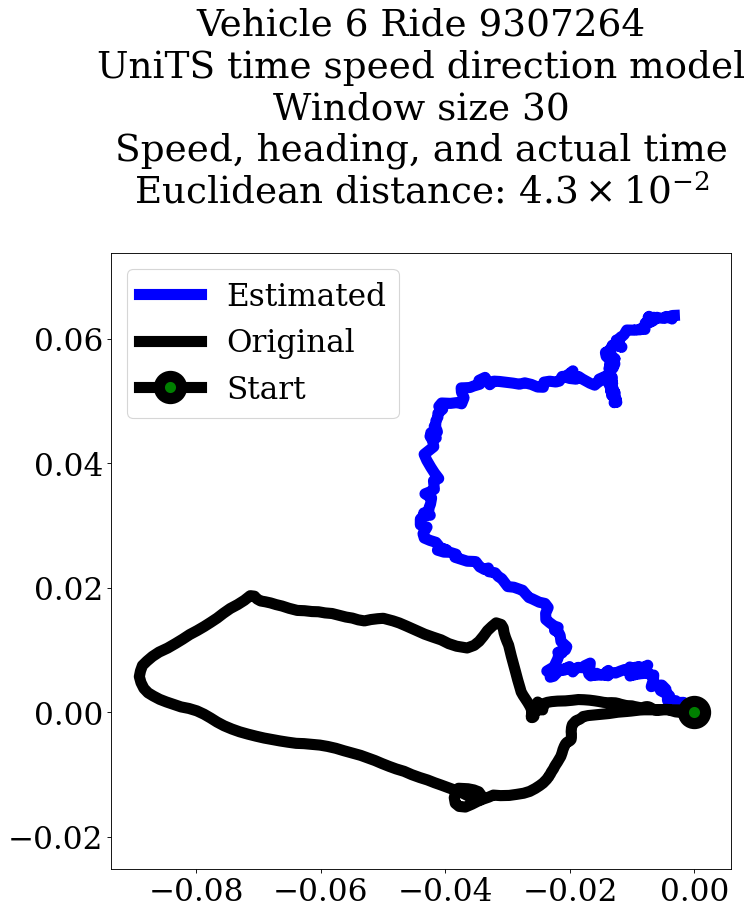 Vehicle 6 Ride 9307264
UniTS time speed direction model
Window size 30
Speed, heading, and actual time
Euclidean distance: 4.3 × 10⁻²
Estimated
Original
Start
0.06
0.04
0.02
0.00
−0.02
−0.08 −0.06 −0.04 −0.02 0.00